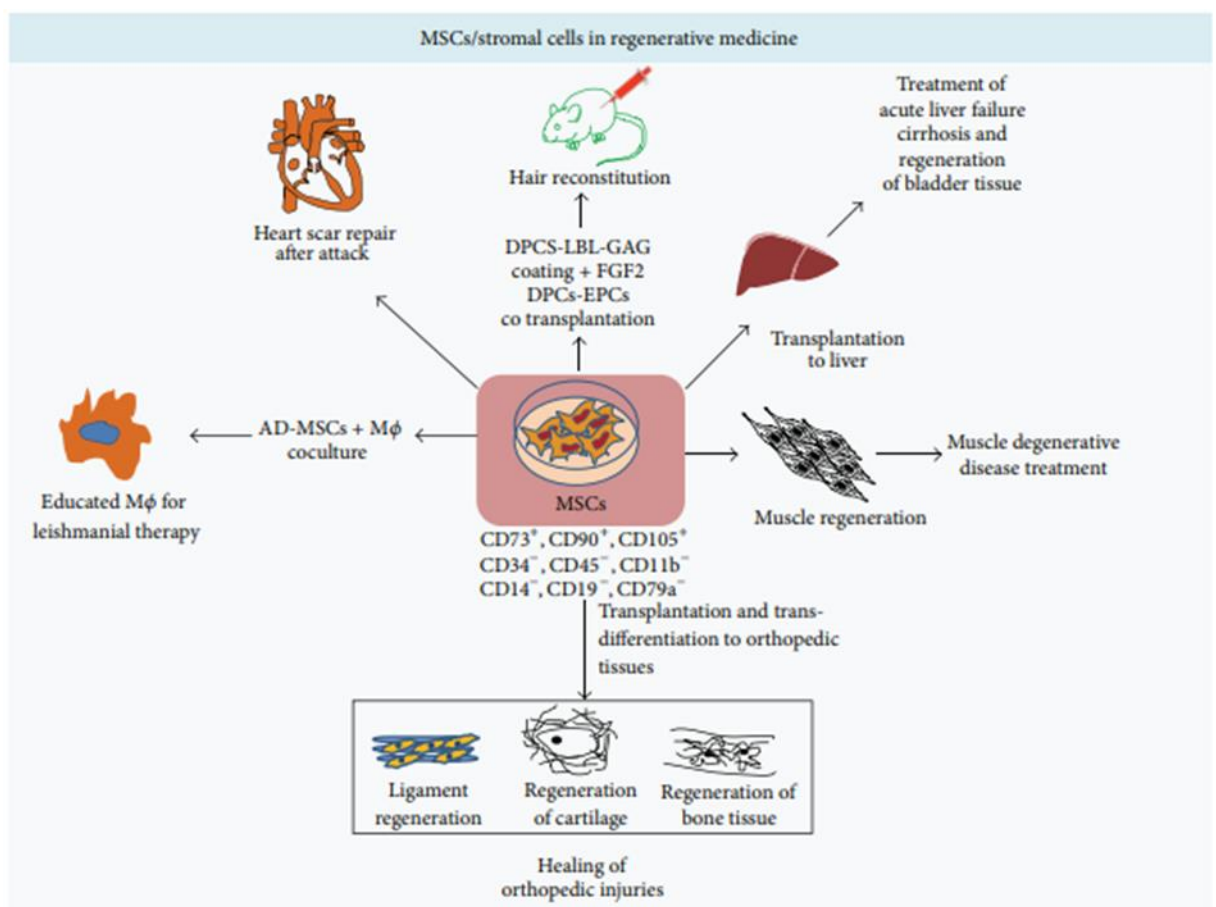 MSCs/stromal cells in regenerative medicine
Heart scar repair
after attack
Hair reconstitution
DPCS-LBL-GAG
coating + FGF2
DPCs-EPCs
co transplantation
Treatment of
acute liver failure
cirrhosis and
regeneration
of bladder tissue
Transplantation
to liver
Educated Mϕ for
leishmanial therapy
AD-MSCs + Mϕ
coculture
MSCs
CD73⁺, CD90⁺, CD105⁺
CD34⁻, CD45⁻, CD11b⁻
CD14⁻, CD19⁻, CD79a⁻
Muscle regeneration
Muscle degenerative
disease treatment
Transplantation and trans-
differentiation to orthopedic
tissues
Ligament
regeneration
Regeneration
of cartilage
Regeneration of
bone tissue
Healing of
orthopedic injuries